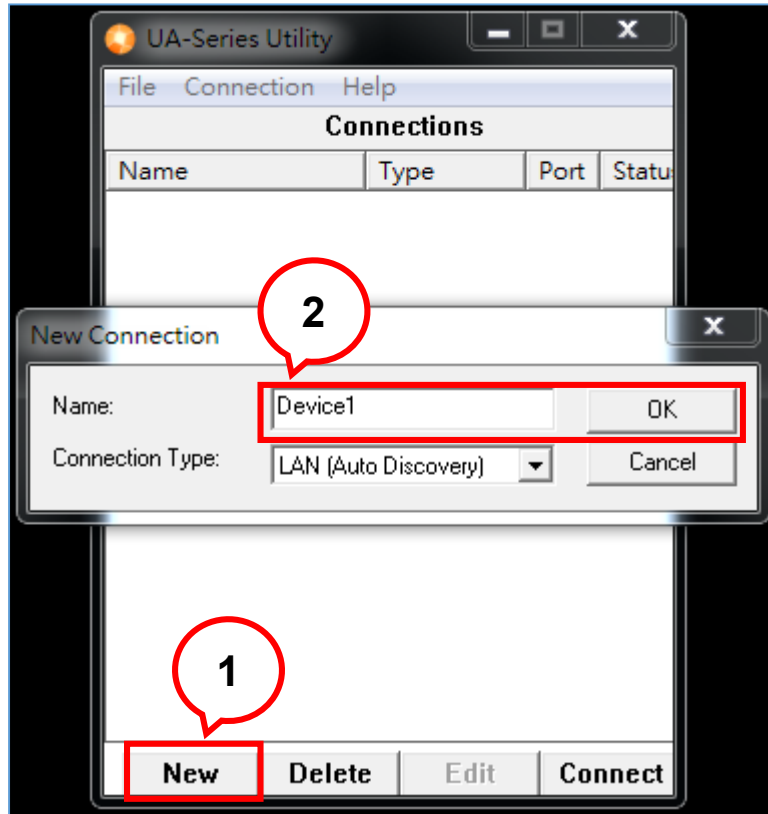 UA-Series Utility
File Connection Help
Connections
Name Type Port
2
New Connection
Name: Device1 OK
Connection Type: LAN (Auto Discovery) Cancel
1
New Delete Edit Connect